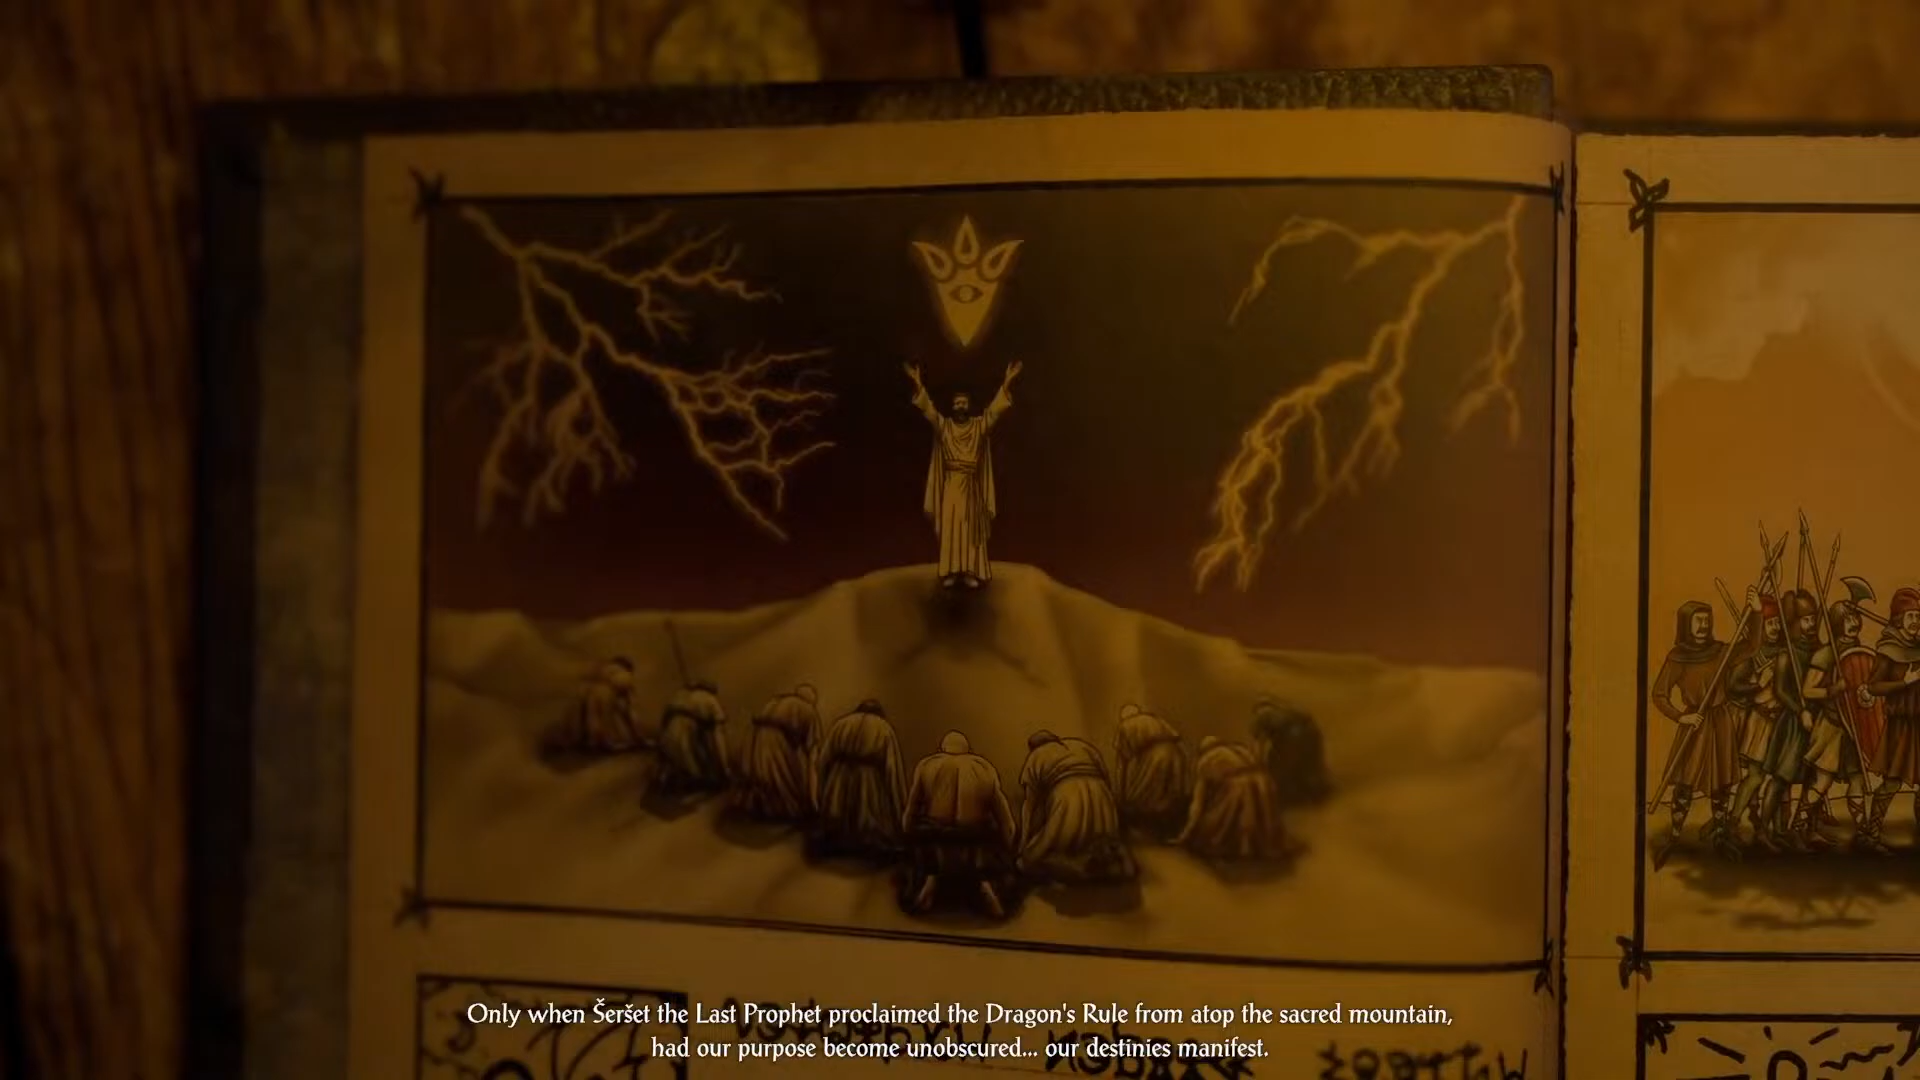 Only when Šeršet the Last Prophet proclaimed the Dragon's Rule from atop the sacred mountain,
had our purpose become unobscured... our destinies manifest.